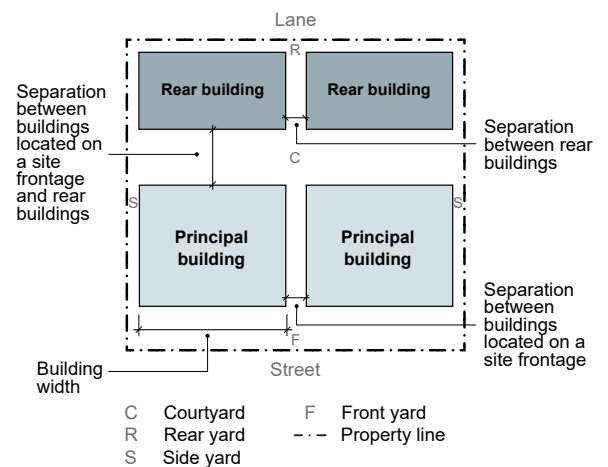 Lane
R
Rear building
Rear building
Separation
between
buildings
located on
a site
frontage
and rear
buildings
Separation
between rear
buildings
C
S
S
Principal
building
Principal
building
Separation
between
buildings
located on a
site frontage
F
Building
width
Street
C Courtyard
F Front yard
R Rear yard
Property line
S Side yard